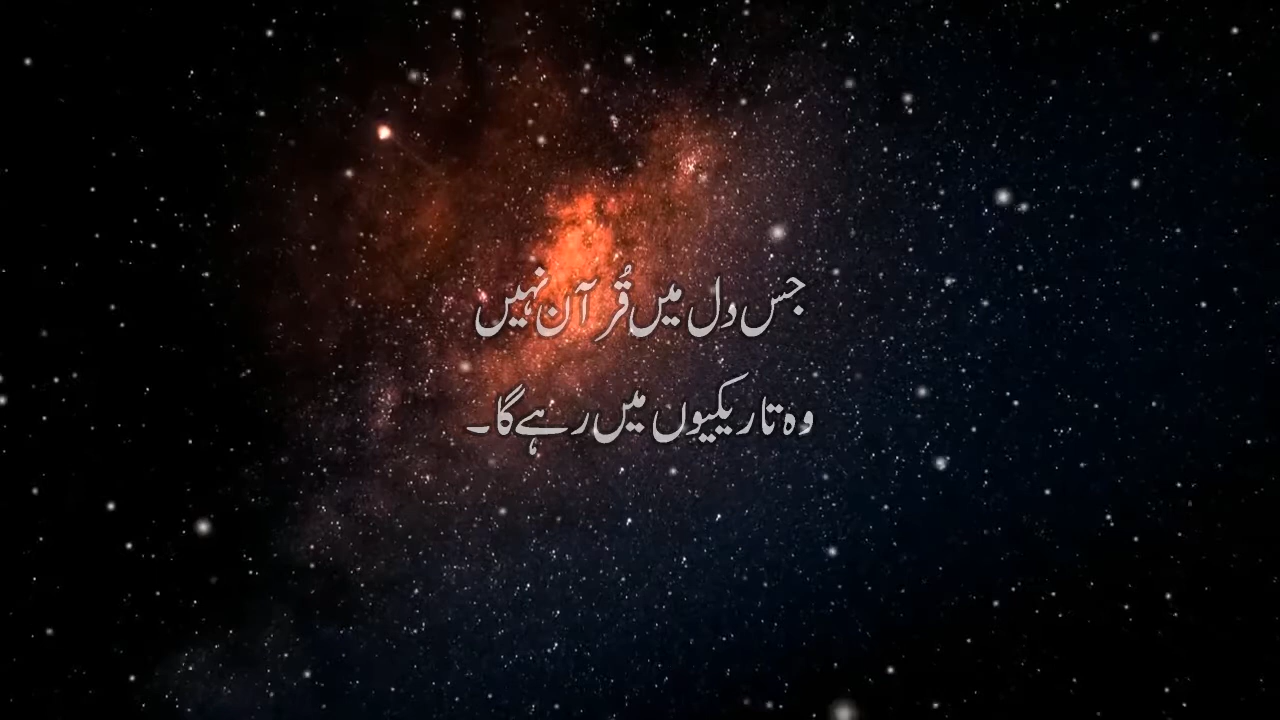 جس دل میں قُرآن نہیں
وہ تاریکیوں میں رہے گا۔